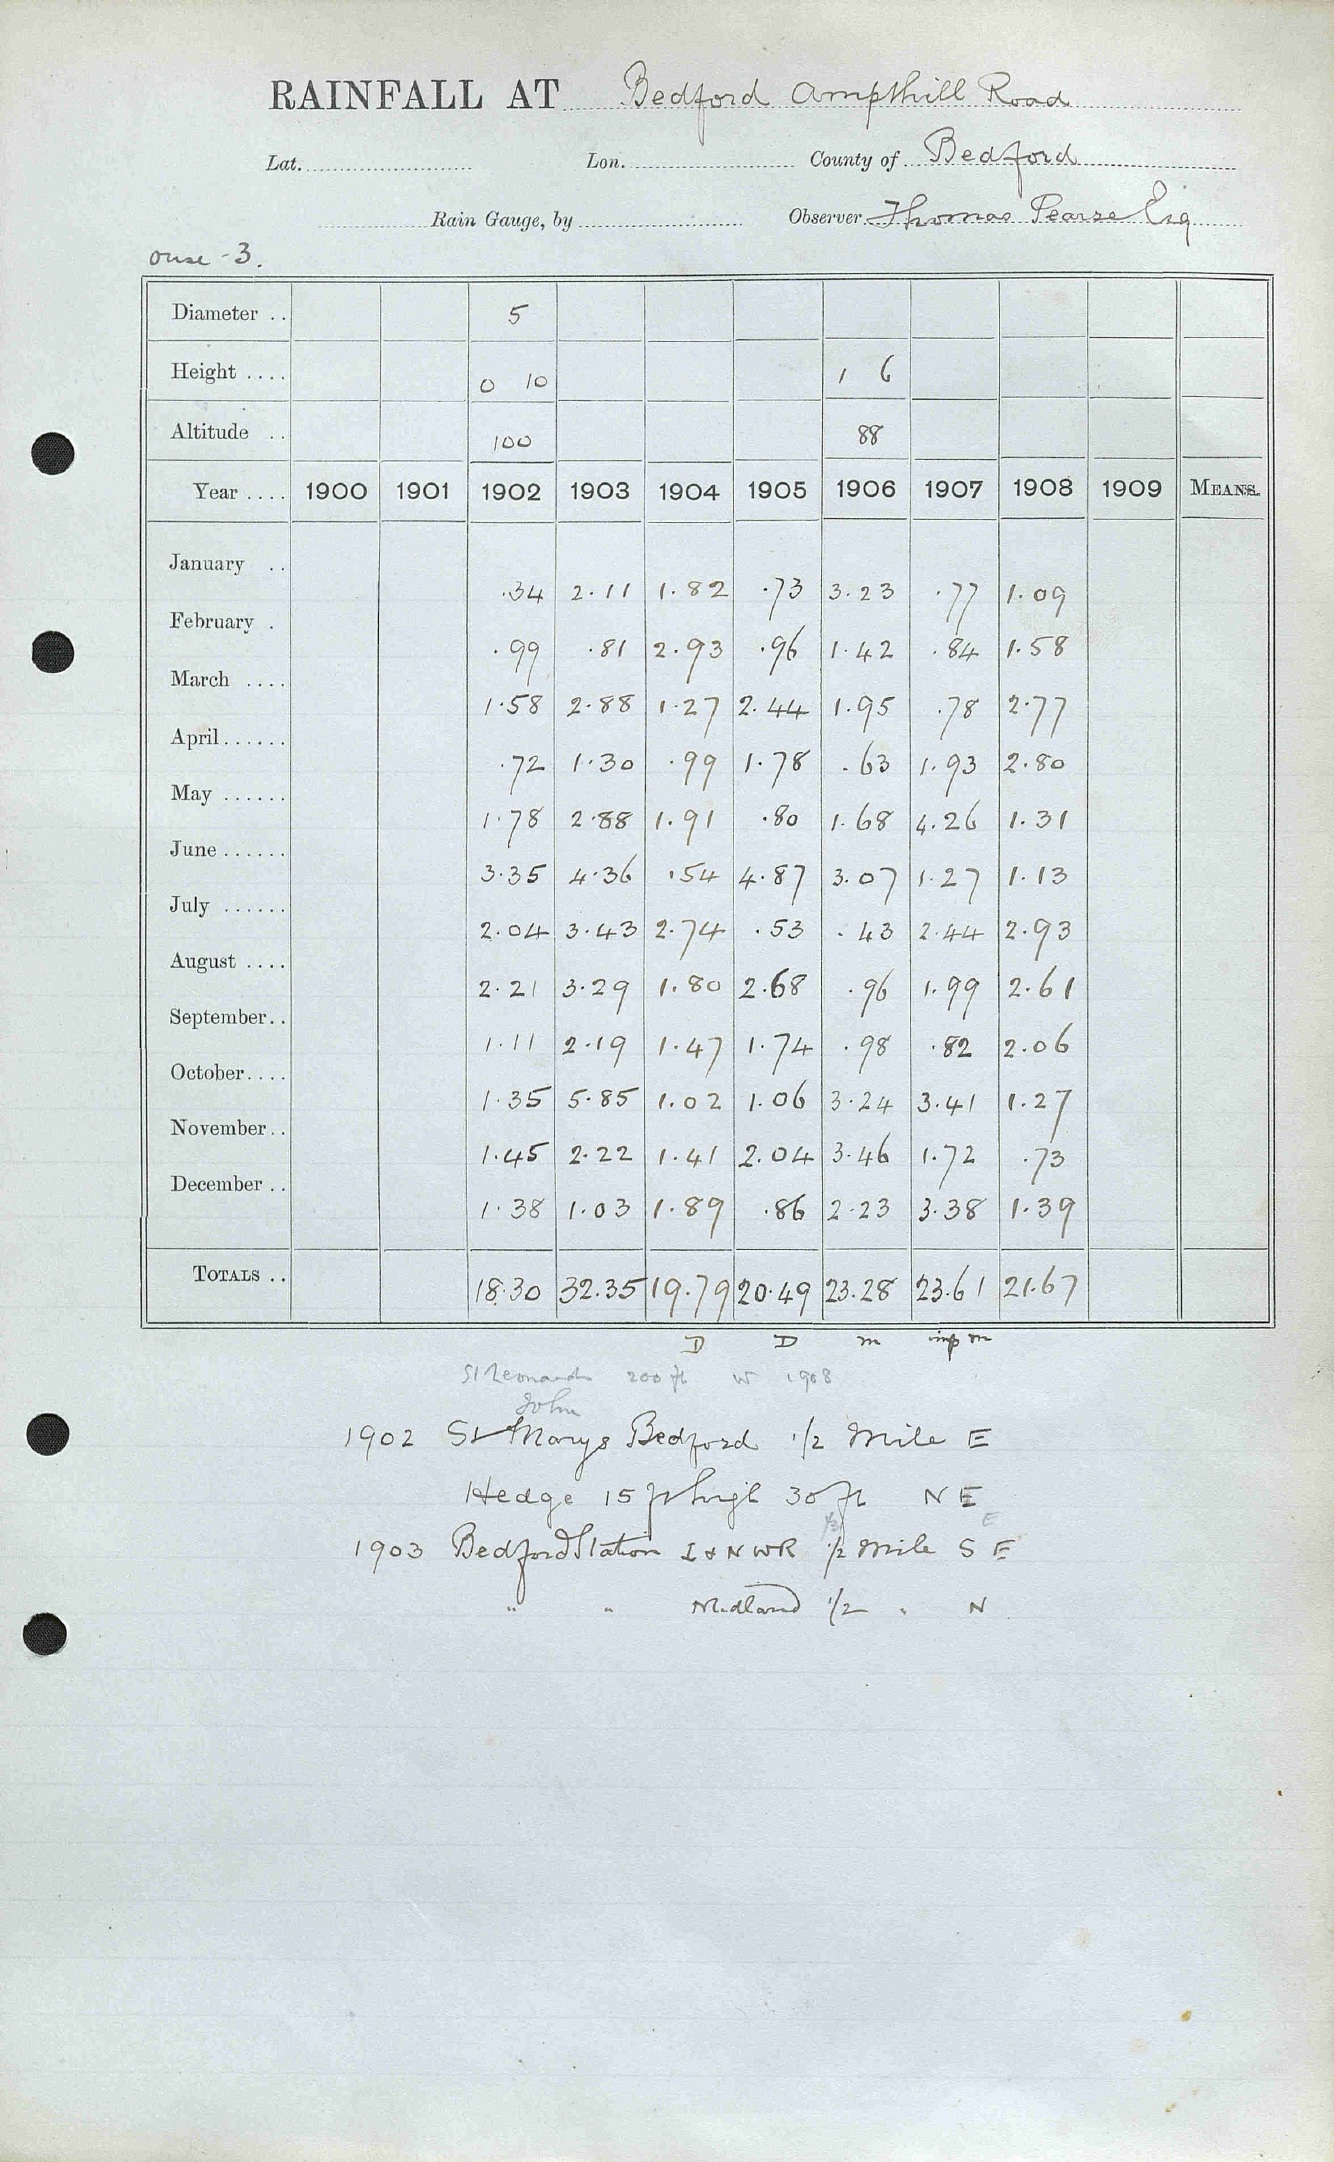 RAINFALL AT Bedford Ampthill Road
Lat. Lon. County of Bedford
Rain Gauge, by Observer Thomas Pearse Esq
Ouse - 3.
Diameter .. 5
Height .... 0 10 1 6
Altitude .. 100 88
Year .... 1900 1901 1902 1903 1904 1905 1906 1907 1908 1909 MEANS.
January .. .34 2.11 1.82 .73 3.23 .77 1.09
February . .99 .81 2.93 .96 1.42 .84 1.58
March .... 1.58 2.88 1.27 2.44 1.95 .78 2.77
April...... .72 1.30 .99 1.78 .63 1.93 2.80
May ...... 1.78 2.88 1.91 .80 1.68 4.26 1.31
June ...... 3.35 4.36 .54 4.87 3.07 1.27 1.13
July ...... 2.04 3.43 2.74 .53 .43 2.44 2.93
August .... 2.21 3.29 1.80 2.68 .96 1.99 2.61
September.. 1.11 2.19 1.47 1.74 .98 .82 2.06
October.... 1.35 5.85 1.02 1.06 3.24 3.41 1.27
November.. 1.45 2.22 1.41 2.04 3.46 1.72 .73
December .. 1.38 1.03 1.89 .86 2.23 3.38 1.39
TOTALS .. 18.30 32.35 19.79 20.49 23.28 23.61 21.67
D D m imp m
St Leonards 200 ft W 1908
John
1902 St Marys Bedford 1/2 Mile E
Hedge 15 ft high 30 ft N E
1/3 E
1903 Bedford Station L & N W R 1/2 Mile S E
" " Midland 1/2 " N